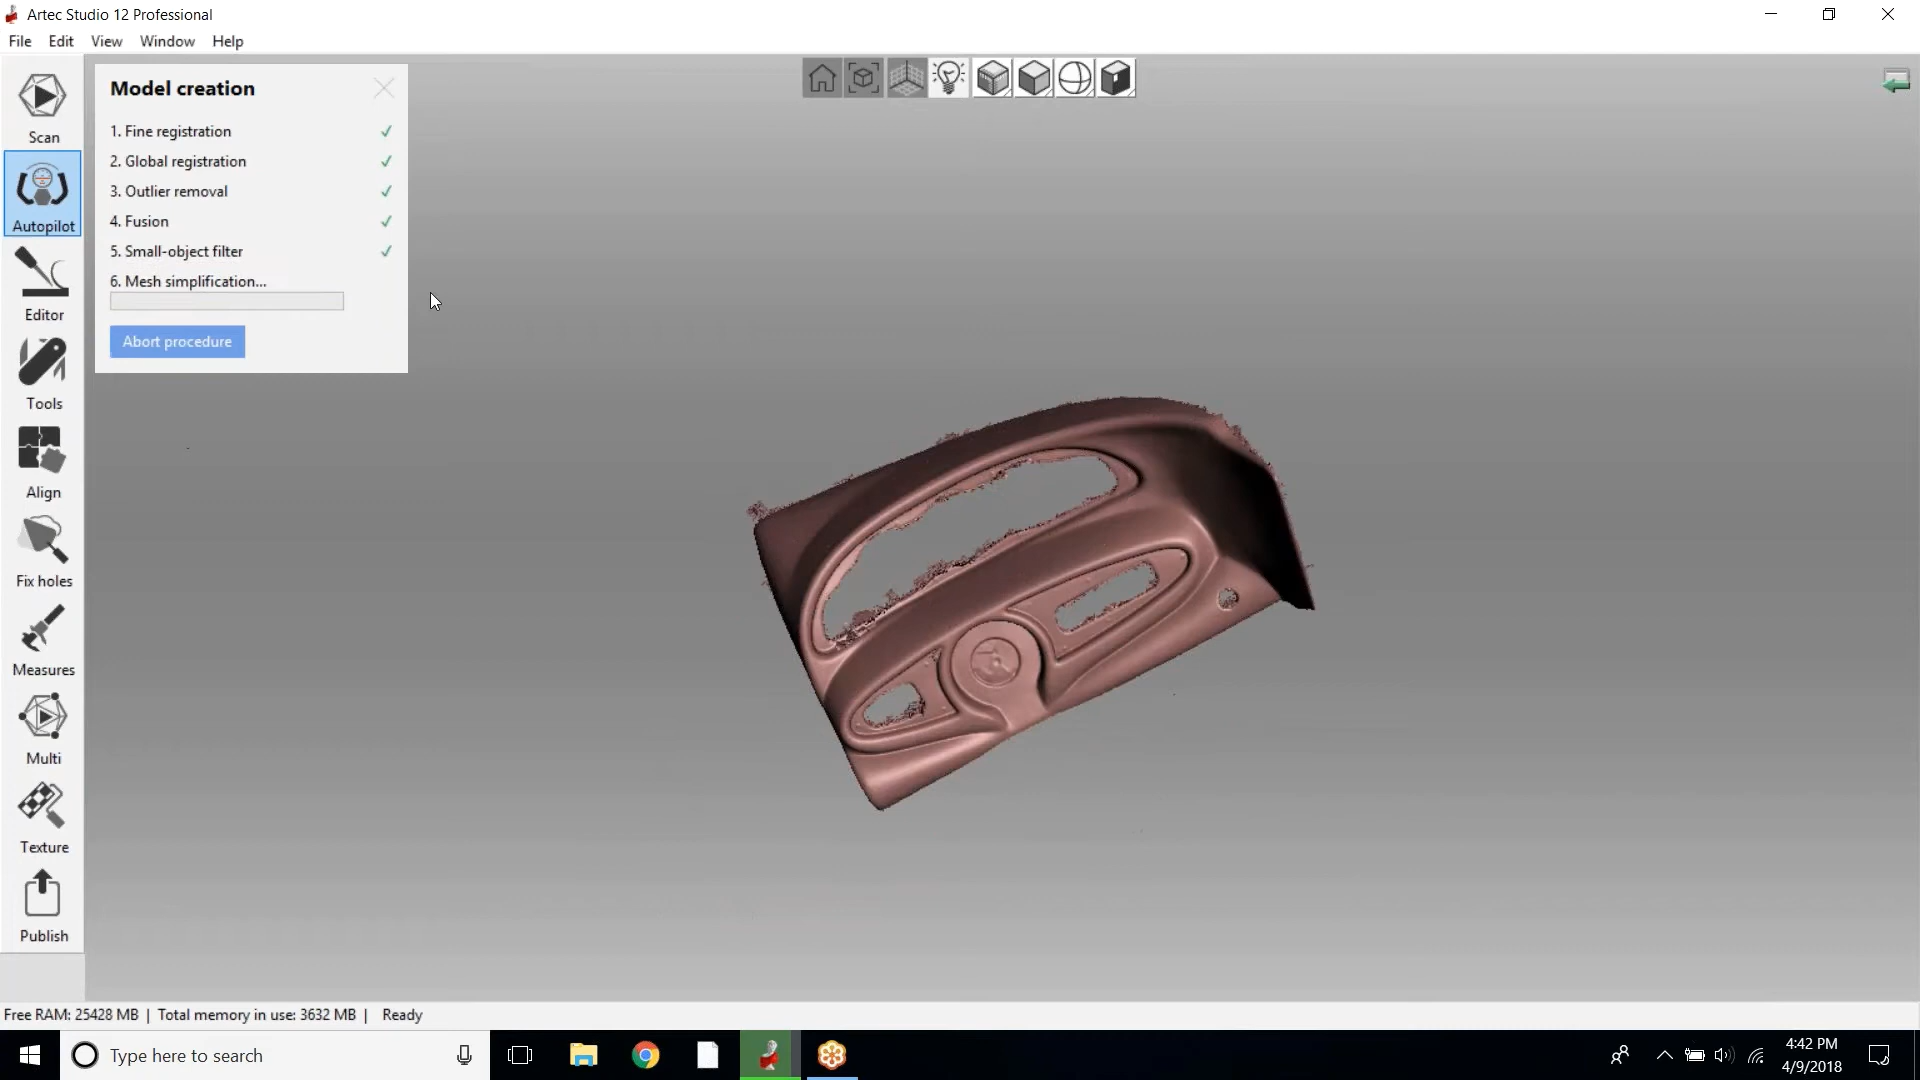 Artec Studio 12 Professional
File Edit View Window Help
Model creation
1. Fine registration
2. Global registration
3. Outlier removal
4. Fusion
5. Small-object filter
6. Mesh simplification...
Abort procedure
Scan
Autopilot
Editor
Tools
Align
Fix holes
Measures
Multi
Texture
Publish
Free RAM: 25428 MB | Total memory in use: 3632 MB | Ready
Type here to search
4:42 PM
4/9/2018